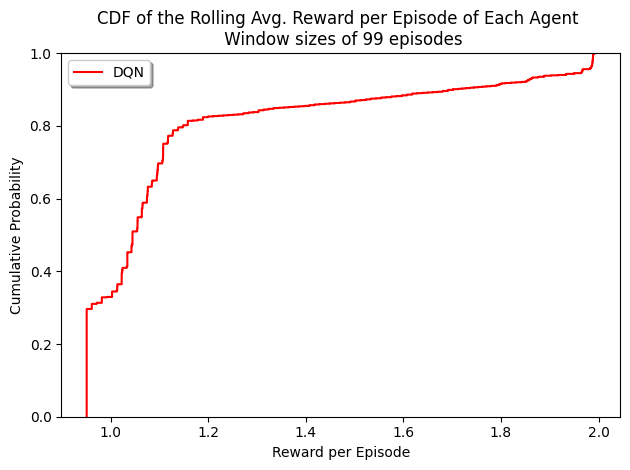 CDF of the Rolling Avg. Reward per Episode of Each Agent
Window sizes of 99 episodes
DQN
1.0
0.8
0.6
0.4
0.2
0.0
Cumulative Probability
1.0 1.2 1.4 1.6 1.8 2.0
Reward per Episode